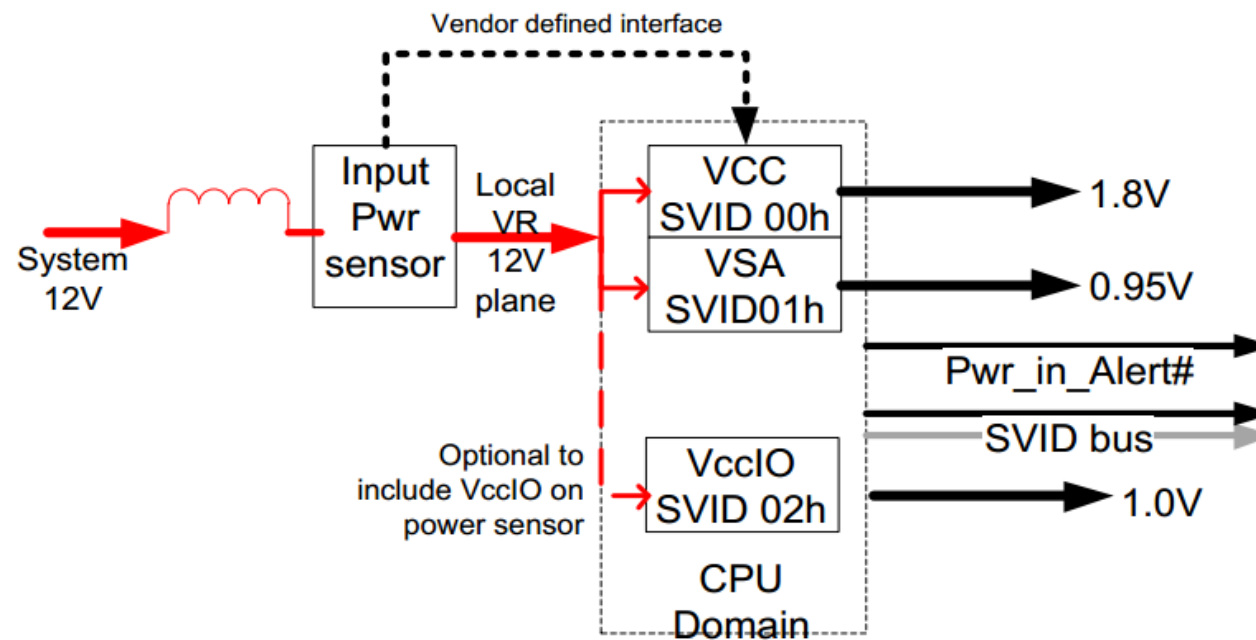 Vendor defined interface
System
12V
Input
Pwr
sensor
Local
VR
12V
plane
VCC
SVID 00h
VSA
SVID01h
1.8V
0.95V
Pwr_in_Alert#
SVID bus
Optional to
include VccIO on
power sensor
VccIO
SVID 02h
1.0V
CPU
Domain